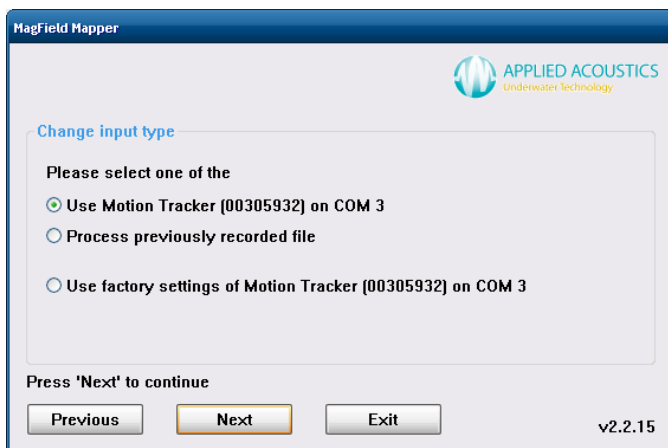 MagField Mapper
APPLIED ACOUSTICS
Underwater Technology
Change input type
Please select one of the
Use Motion Tracker (00305932) on COM 3
Process previously recorded file
Use factory settings of Motion Tracker (00305932) on COM 3
Press 'Next' to continue
Previous Next Exit v2.2.15